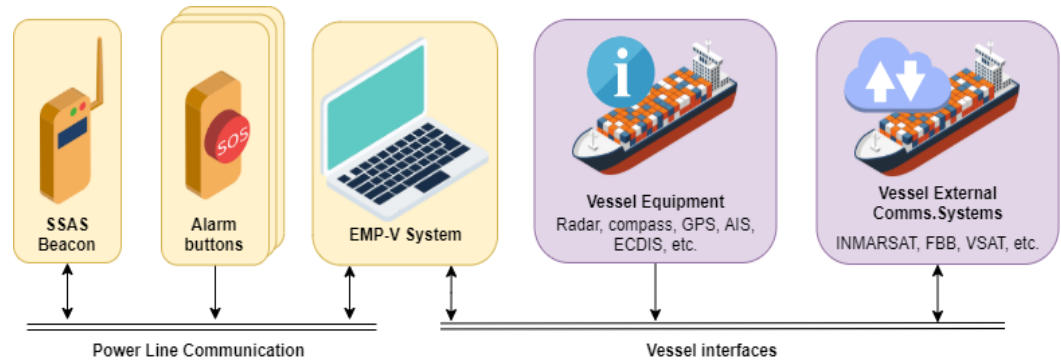 SOS
SSAS
Beacon
Alarm
buttons
EMP-V System
i
Vessel Equipment
Radar, compass, GPS, AIS,
ECDIS, etc.
Vessel External
Comms.Systems
INMARSAT, FBB, VSAT, etc.
Power Line Communication
Vessel interfaces